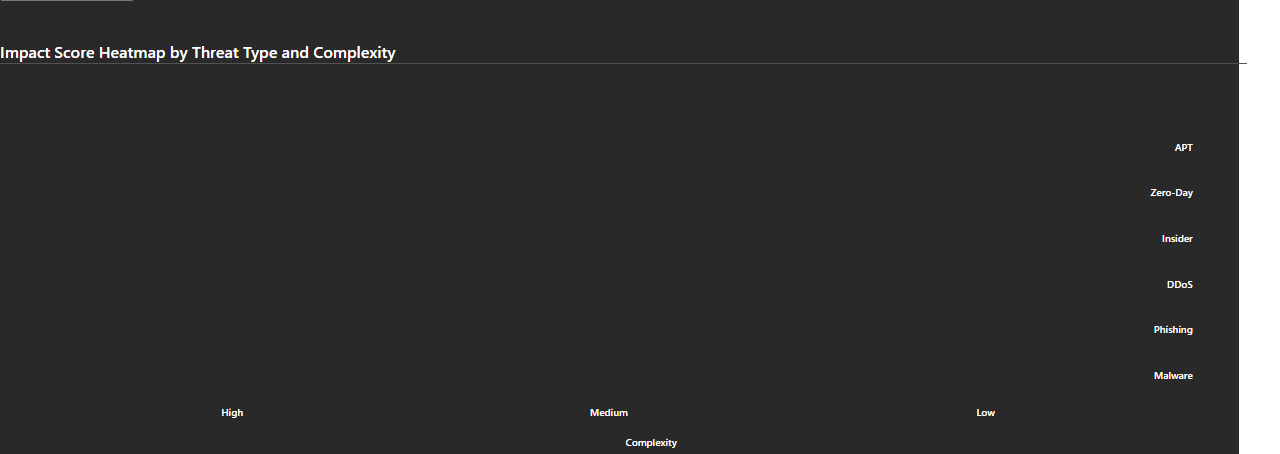 Impact Score Heatmap by Threat Type and Complexity
APT
Zero-Day
Insider
DDoS
Phishing
Malware
High Medium Low
Complexity